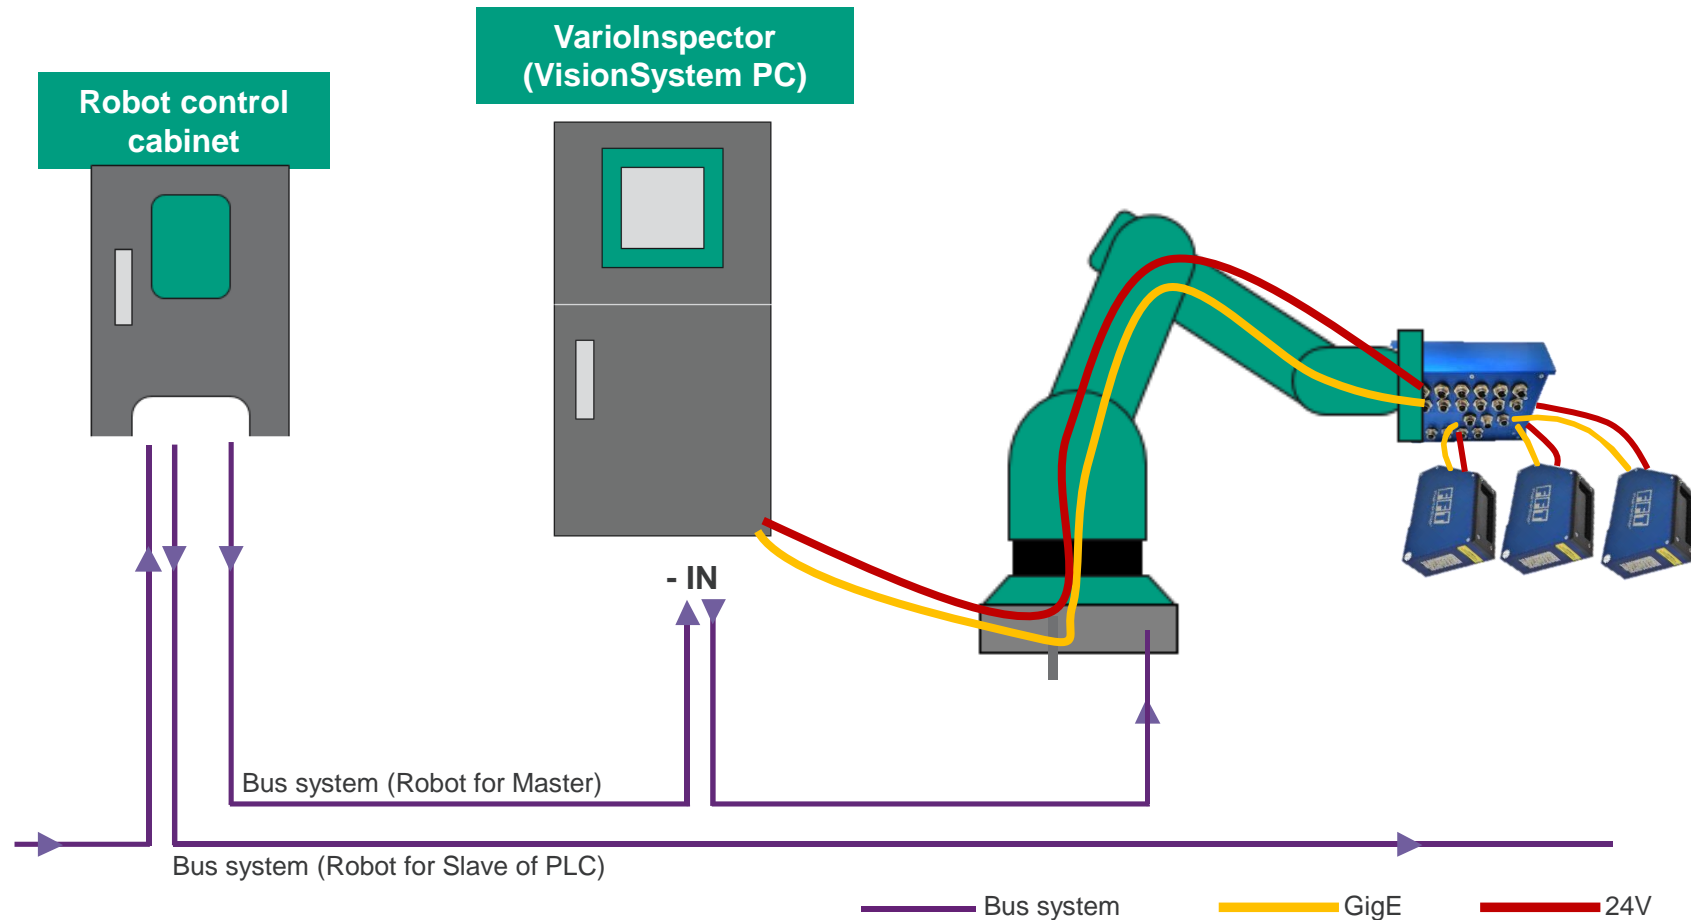 VarioInspector
(VisionSystem PC)
Robot control
cabinet
- IN
Bus system (Robot for Master)
Bus system (Robot for Slave of PLC)
Bus system
GigE
24V